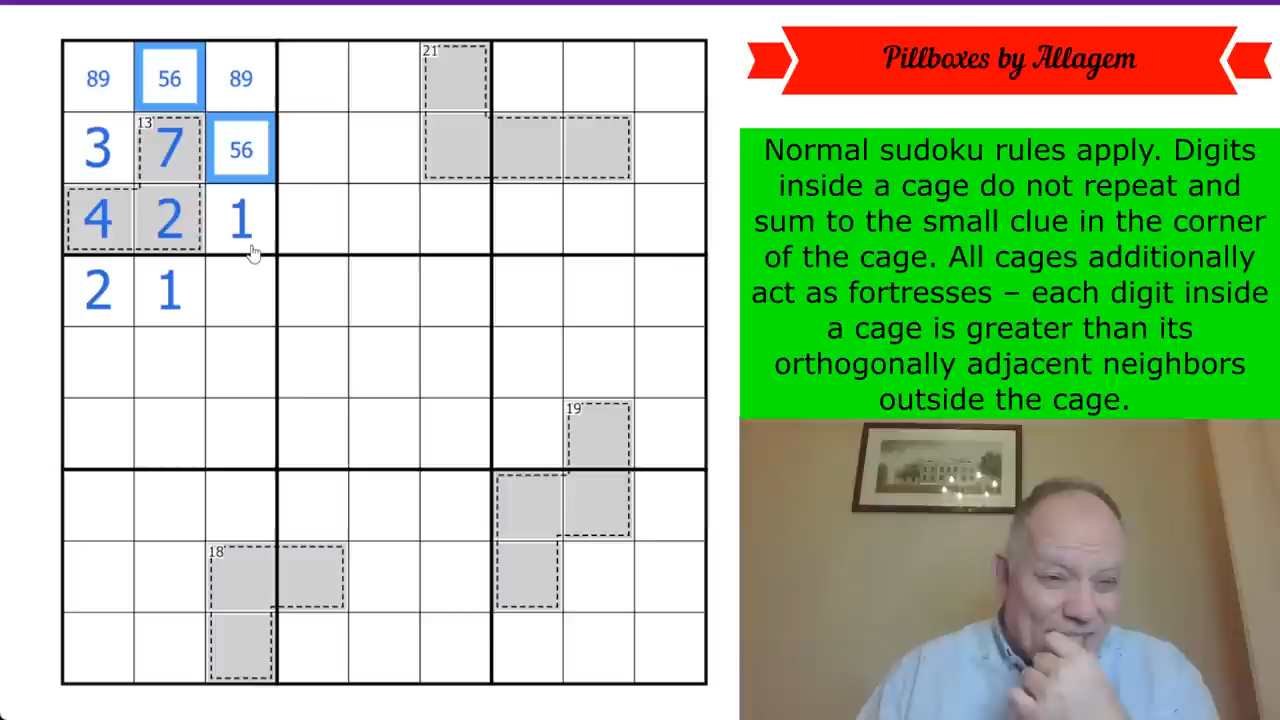 Pillboxes by Allagem
Normal sudoku rules apply. Digits
inside a cage do not repeat and
sum to the small clue in the corner
of the cage. All cages additionally
act as fortresses – each digit inside
a cage is greater than its
orthogonally adjacent neighbors
outside the cage.
89 56 89 21
3 13 7 56
4 2 1
2 1
19
18